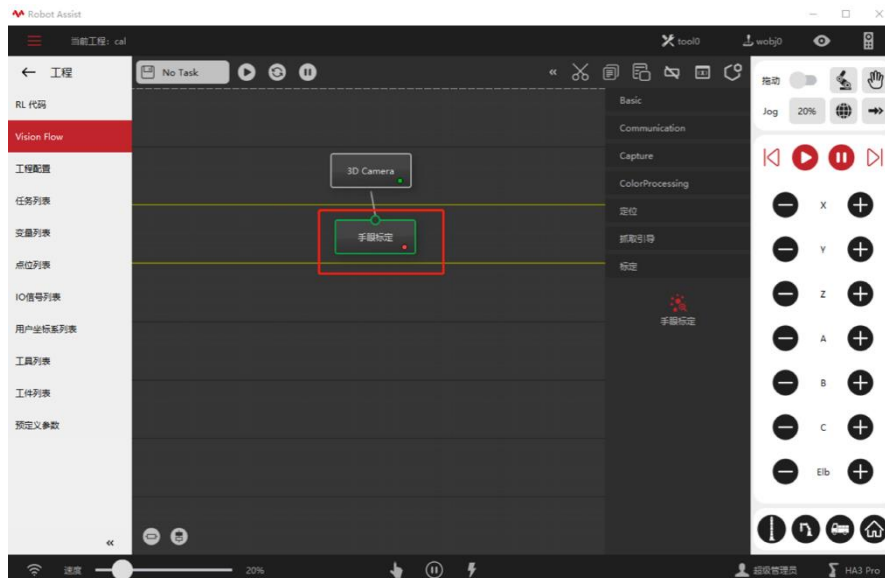 Robot Assist
当前工程: cal
tool0
wobj0
工程
No Task
RL 代码
Vision Flow
工程配置
任务列表
变量列表
点位列表
IO信号列表
用户坐标系列表
工具列表
工件列表
预定义参数
3D Camera
手眼标定
Basic
Communication
Capture
ColorProcessing
定位
抓取引导
标定
手眼标定
拖动
Jog
20%
X
Y
Z
A
B
C
Elb
速度
20%
超级管理员
HA3 Pro